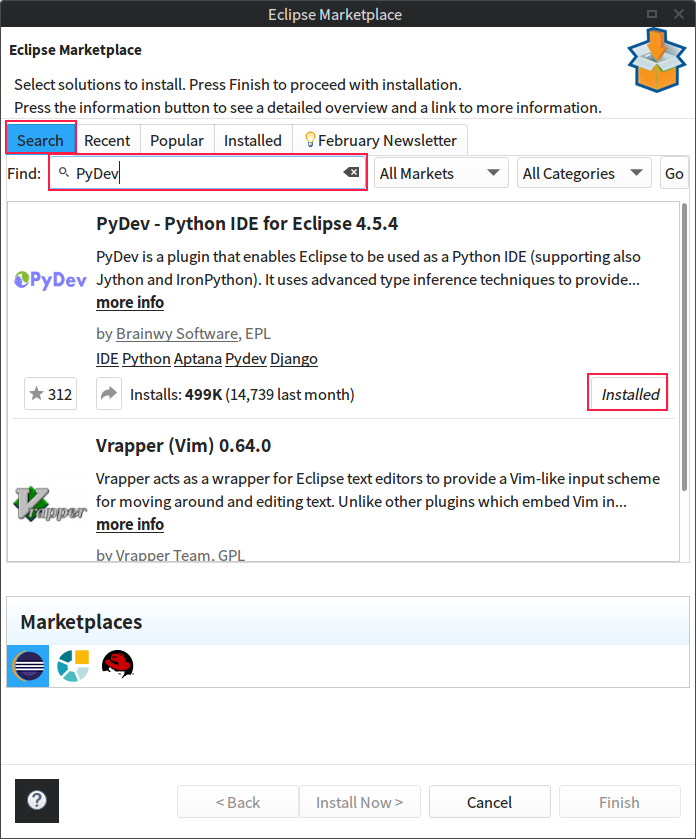 Eclipse Marketplace
Eclipse Marketplace
Select solutions to install. Press Finish to proceed with installation.
Press the information button to see a detailed overview and a link to more information.
Search Recent Popular Installed February Newsletter
Find: PyDev All Markets All Categories Go
PyDev - Python IDE for Eclipse 4.5.4
PyDev is a plugin that enables Eclipse to be used as a Python IDE (supporting also
Jython and IronPython). It uses advanced type inference techniques to provide...
PyDev
more info
by Brainwy Software, EPL
IDE Python Aptana Pydev Django
312 Installs: 499K (14,739 last month) Installed
Vrapper (Vim) 0.64.0
Vrapper acts as a wrapper for Eclipse text editors to provide a Vim-like input scheme
for moving around and editing text. Unlike other plugins which embed Vim in...
Vrapper
more info
by Vrapper Team, GPL
Marketplaces
? < Back Install Now > Cancel Finish